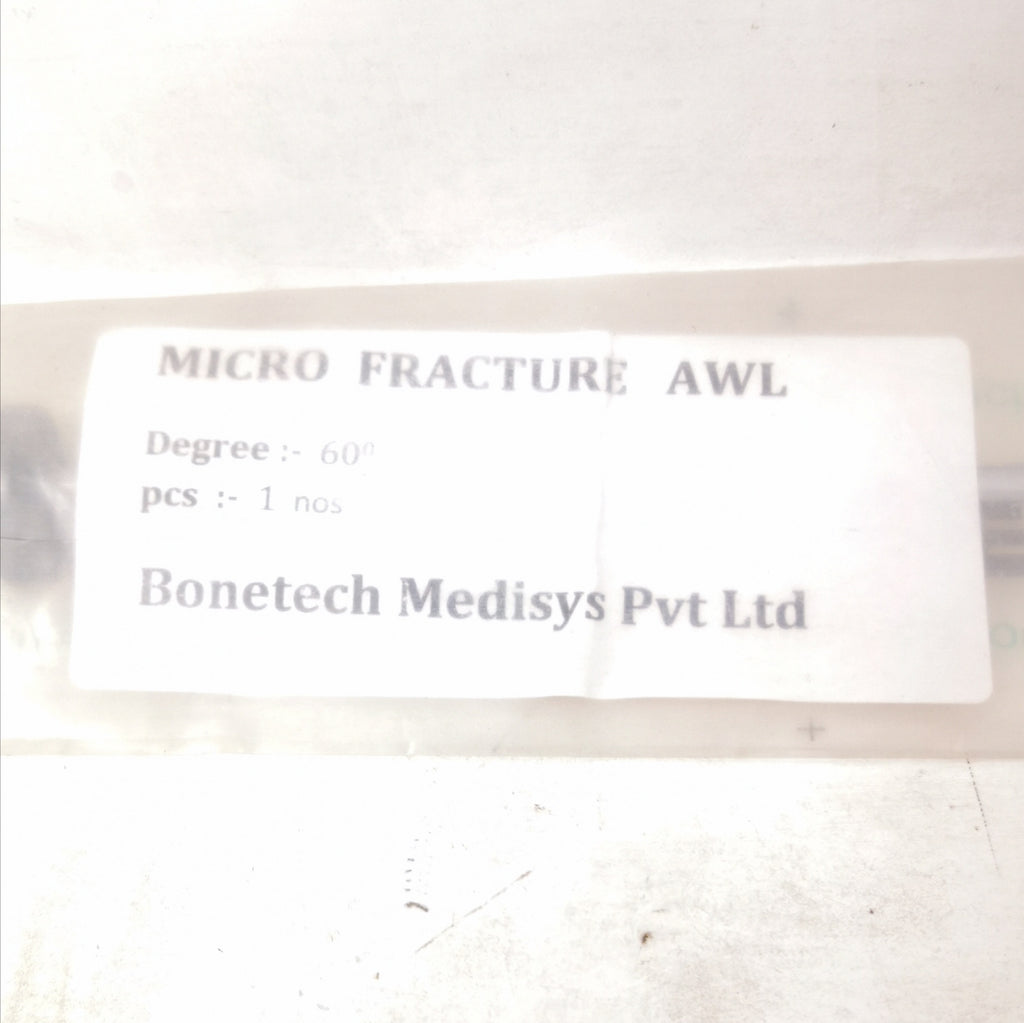 MICRO FRACTURE AWL
Degree :- 60⁰
pcs :- 1 nos
Bonetech Medisys Pvt Ltd